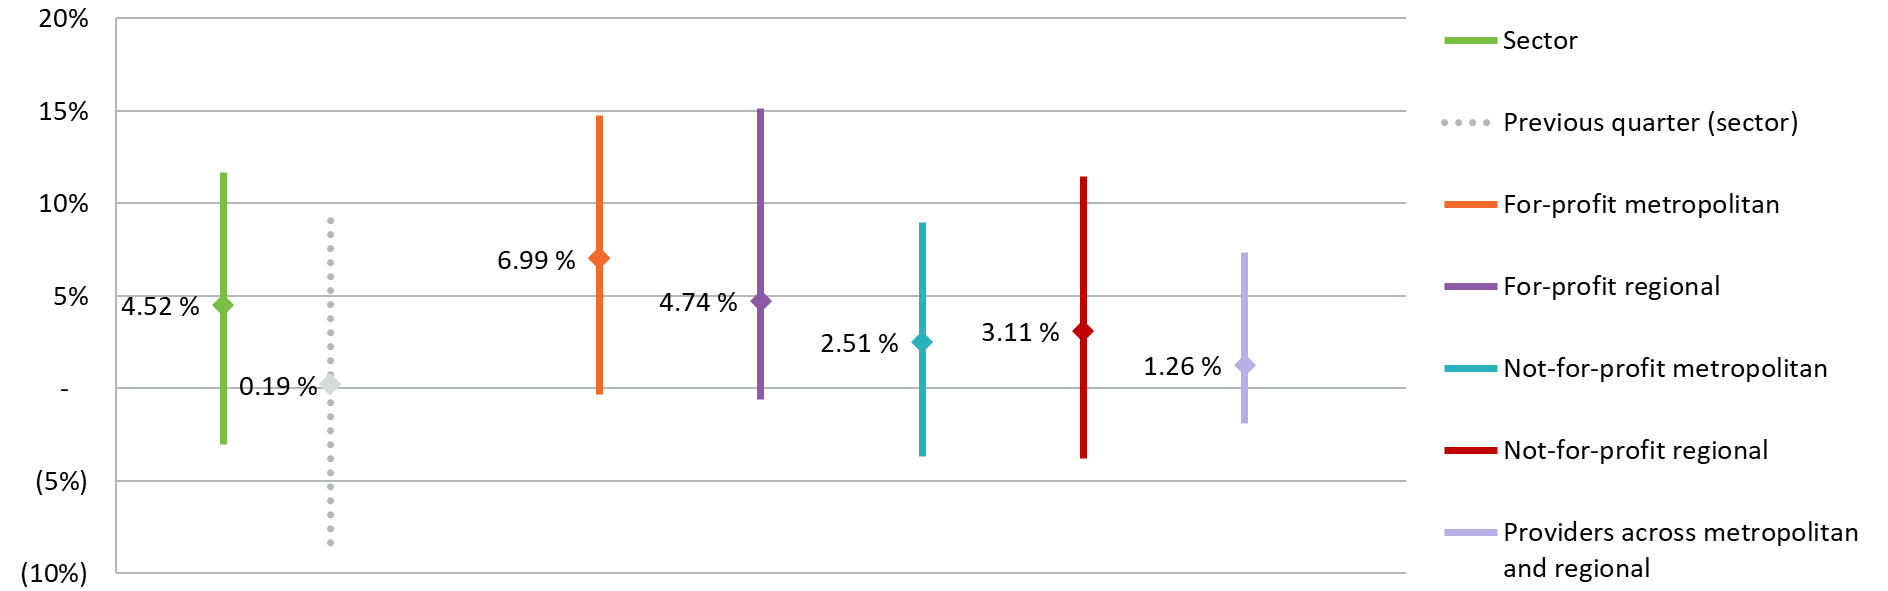 20%
15%
10%
5%
-
(5%)
(10%)
4.52 %
0.19 %
6.99 %
4.74 %
2.51 %
3.11 %
1.26 %
Sector
Previous quarter (sector)
For-profit metropolitan
For-profit regional
Not-for-profit metropolitan
Not-for-profit regional
Providers across metropolitan
and regional